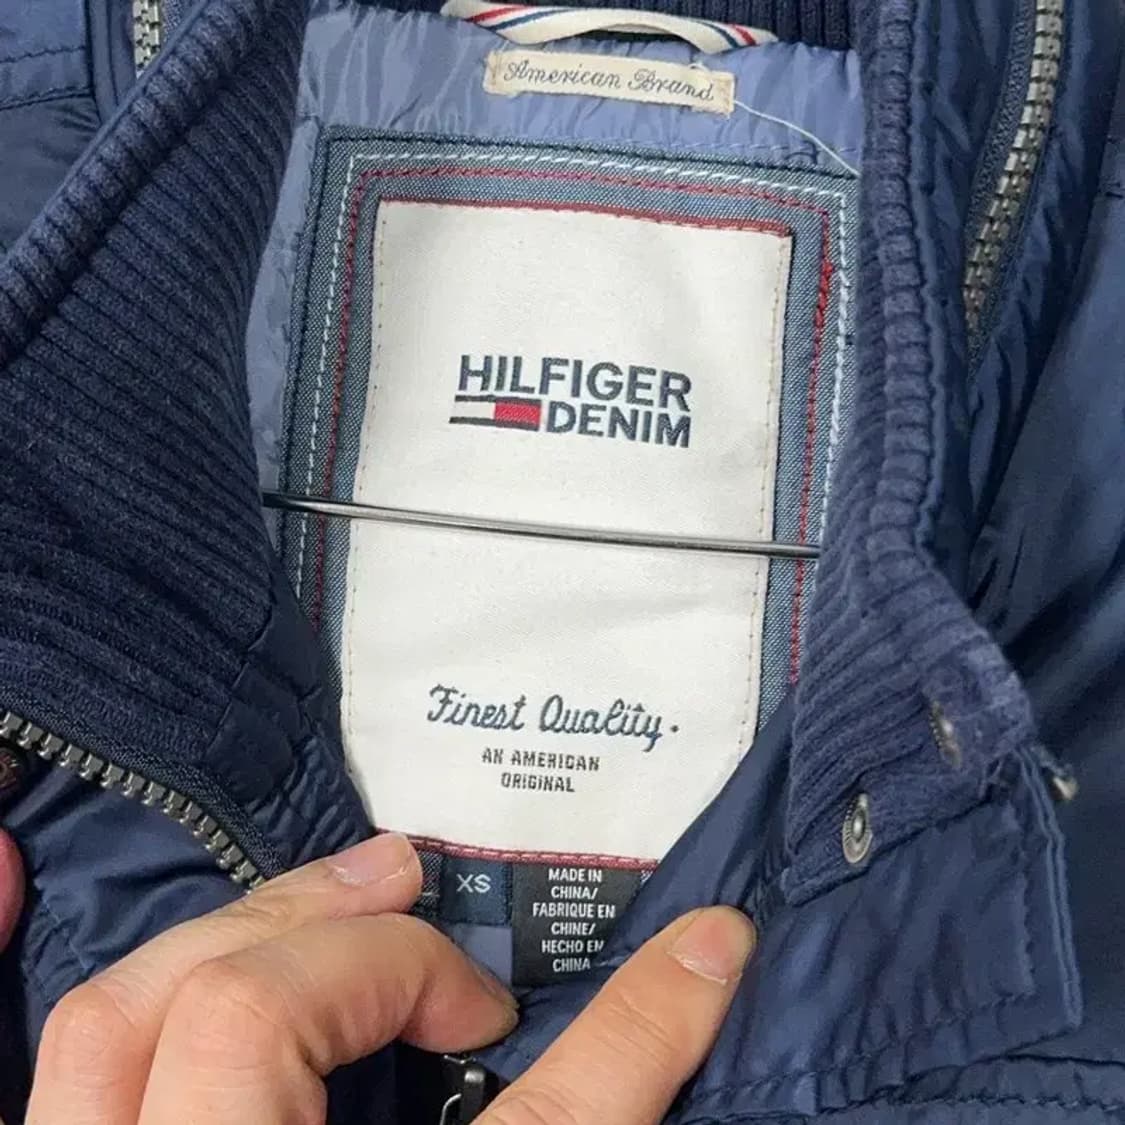 American Brand
HILFIGER
DENIM
Finest Quality.
AN AMERICAN
ORIGINAL
XS
MADE IN
CHINA/
FABRIQUE EN
CHINE/
HECHO EN
CHINA